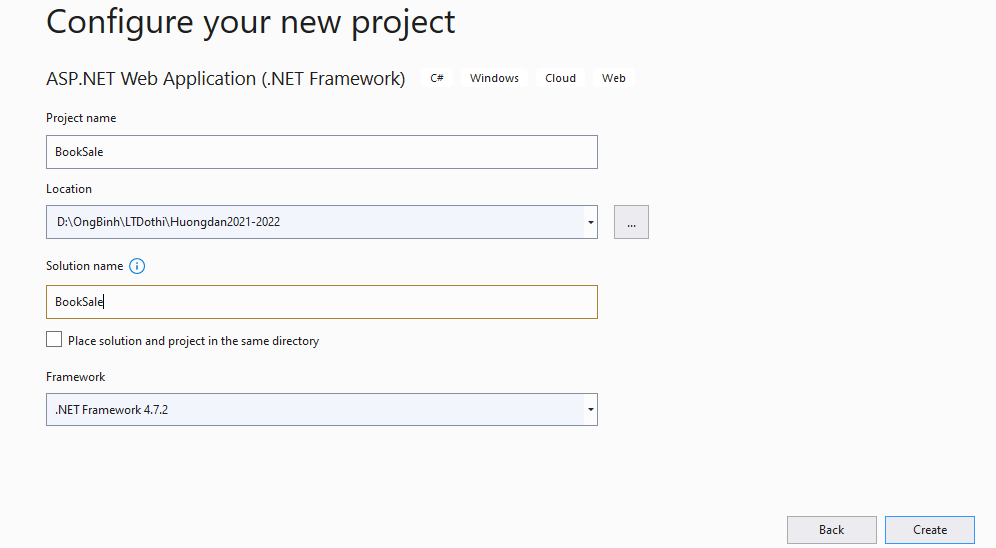 Configure your new project
ASP.NET Web Application (.NET Framework) C# Windows Cloud Web
Project name
BookSale
Location
D:\OngBinh\LTDothi\Huongdan2021-2022
...
Solution name
BookSale
Place solution and project in the same directory
Framework
.NET Framework 4.7.2
Back Create